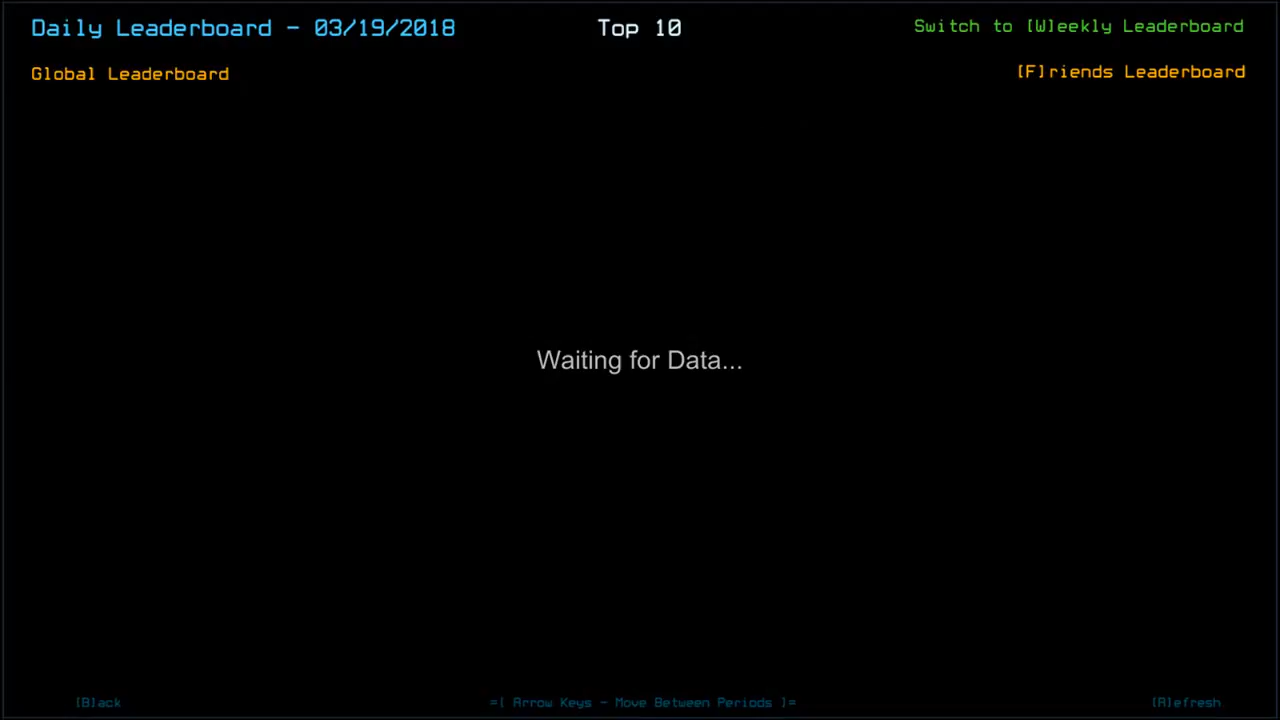 Daily Leaderboard - 03/19/2018
Top 10
Switch to [W]eekly Leaderboard
Global Leaderboard
[F]riends Leaderboard
Waiting for Data...
[B]ack
=[ Arrow Keys - Move Between Periods ]=
[R]efresh